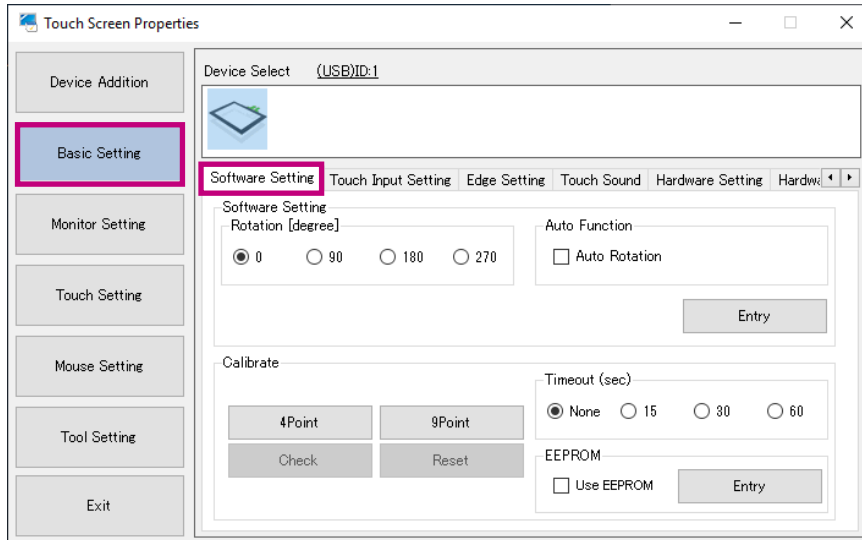 Touch Screen Properties
Device Addition
Basic Setting
Monitor Setting
Touch Setting
Mouse Setting
Tool Setting
Exit
Device Select (USB)ID:1
Software Setting Touch Input Setting Edge Setting Touch Sound Hardware Setting Hardwa
Software Setting
Rotation [degree]
0 90 180 270
Auto Function
Auto Rotation
Entry
Calibrate
4Point 9Point
Check Reset
Timeout (sec)
None 15 30 60
EEPROM
Use EEPROM Entry